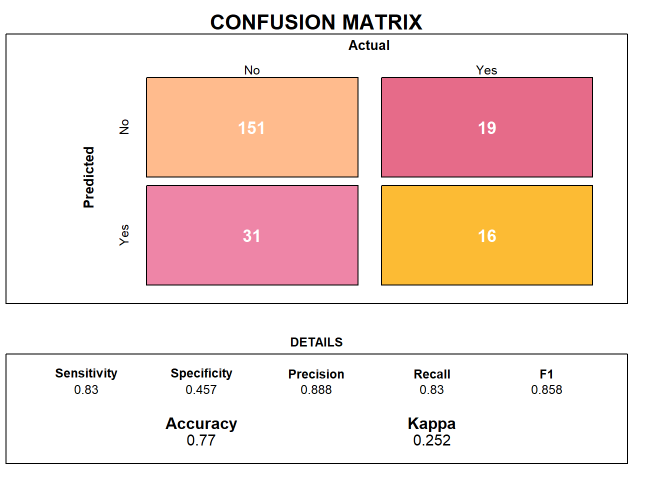 CONFUSION MATRIX
Actual
No Yes
Predicted
No 151 19
Yes 31 16
DETAILS
Sensitivity Specificity Precision Recall F1
0.83 0.457 0.888 0.83 0.858
Accuracy Kappa
0.77 0.252